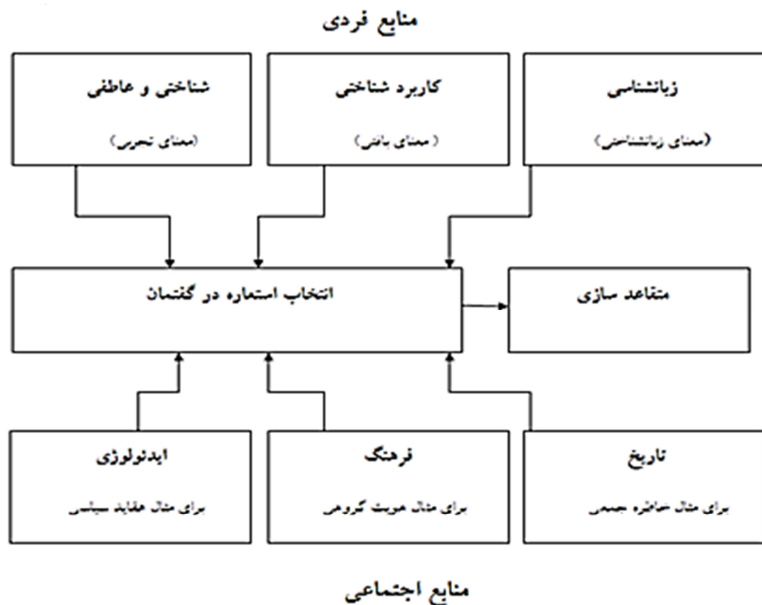 منابع فردی
زبانشناسی
(معنای زبانشناختی)
کاربرد شناختی
(معنای بافتی)
شناختی و عاطفی
(معنای تجربی)
انتخاب استعاره در گفتمان
متقاعد سازی
تاریخ
برای مثال خاطره جمعی
فرهنگ
برای مثال هویت گروهی
ایدئولوژی
برای مثال عقاید سیاسی
منابع اجتماعی